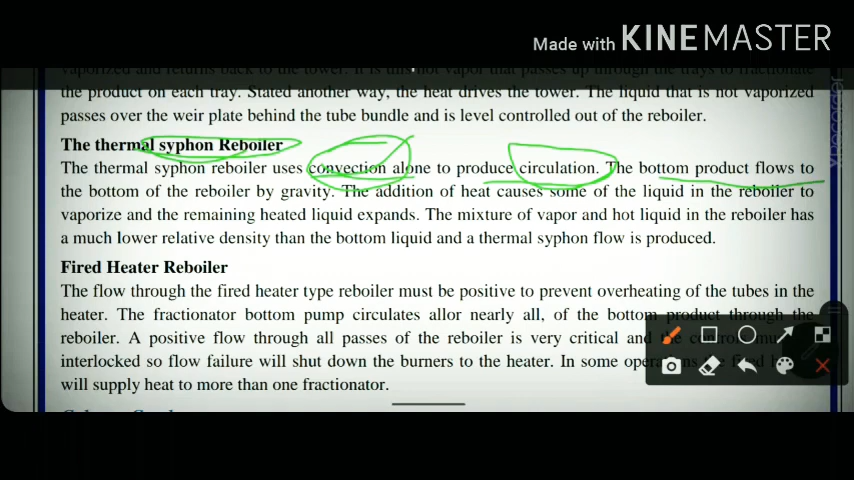 Made with KINEMASTER
vaporized and returns back to the tower. It is this hot vapor that passes up through the trays to fractionate
the product on each tray. Stated another way, the heat drives the tower. The liquid that is not vaporized
passes over the weir plate behind the tube bundle and is level controlled out of the reboiler.
The thermal syphon Reboiler
The thermal syphon reboiler uses convection alone to produce circulation. The bottom product flows to
the bottom of the reboiler by gravity. The addition of heat causes some of the liquid in the reboiler to
vaporize and the remaining heated liquid expands. The mixture of vapor and hot liquid in the reboiler has
a much lower relative density than the bottom liquid and a thermal syphon flow is produced.
Fired Heater Reboiler
The flow through the fired heater type reboiler must be positive to prevent overheating of the tubes in the
heater. The fractionator bottom pump circulates allor nearly all, of the bottom product through the
reboiler. A positive flow through all passes of the reboiler is very critical and the control must
interlocked so flow failure will shut down the burners to the heater. In some operations the fired
will supply heat to more than one fractionator.
XRecorder